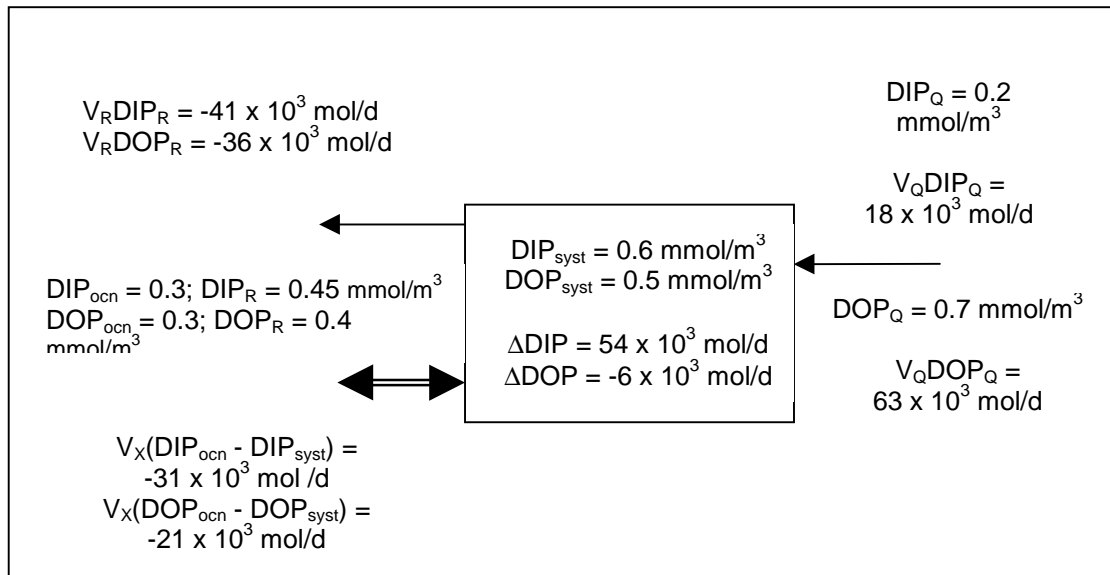 V_RDIP_R = -41 x 10^3 mol/d
V_RDOP_R = -36 x 10^3 mol/d
DIP_ocn = 0.3; DIP_R = 0.45 mmol/m^3
DOP_ocn = 0.3; DOP_R = 0.4
mmol/m^3
V_X(DIP_ocn - DIP_syst) =
-31 x 10^3 mol /d
V_X(DOP_ocn - DOP_syst) =
-21 x 10^3 mol/d
DIP_syst = 0.6 mmol/m^3
DOP_syst = 0.5 mmol/m^3
ΔDIP = 54 x 10^3 mol/d
ΔDOP = -6 x 10^3 mol/d
DIP_Q = 0.2
mmol/m^3
V_QDIP_Q =
18 x 10^3 mol/d
DOP_Q = 0.7 mmol/m^3
V_QDOP_Q =
63 x 10^3 mol/d